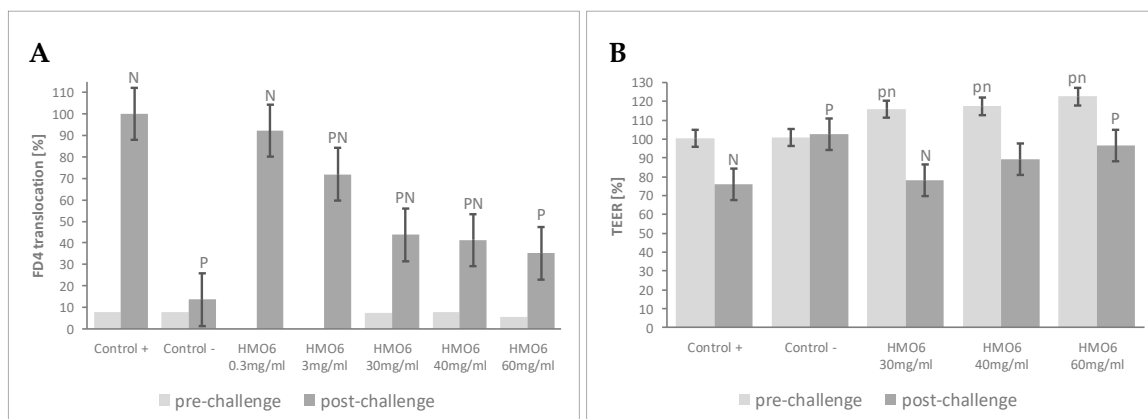 A
FD4 translocation [%]
110
100
90
80
70
60
50
40
30
20
10
0
N
P
N
PN
PN
PN
P
Control +
Control -
HMO6
0.3mg/ml
HMO6
3mg/ml
HMO6
30mg/ml
HMO6
40mg/ml
HMO6
60mg/ml
pre-challenge
post-challenge
B
TEER [%]
130
120
110
100
90
80
70
60
50
40
30
20
10
0
N
P
pn
N
pn
pn
P
Control +
Control -
HMO6
30mg/ml
HMO6
40mg/ml
HMO6
60mg/ml
pre-challenge
post-challenge